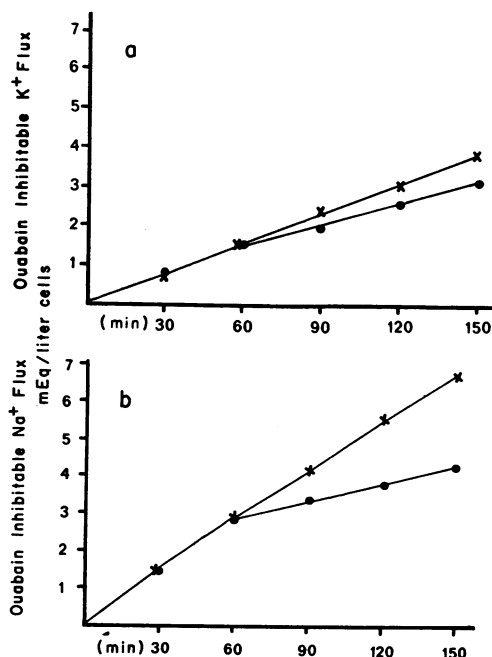 a
Ouabain Inhibitable K+ Flux
7
6
5
4
3
2
1
(min) 30 60 90 120 150
mEq/liter cells
b
Ouabain Inhibitable Na+ Flux
7
6
5
4
3
2
1
(min) 30 60 90 120 150